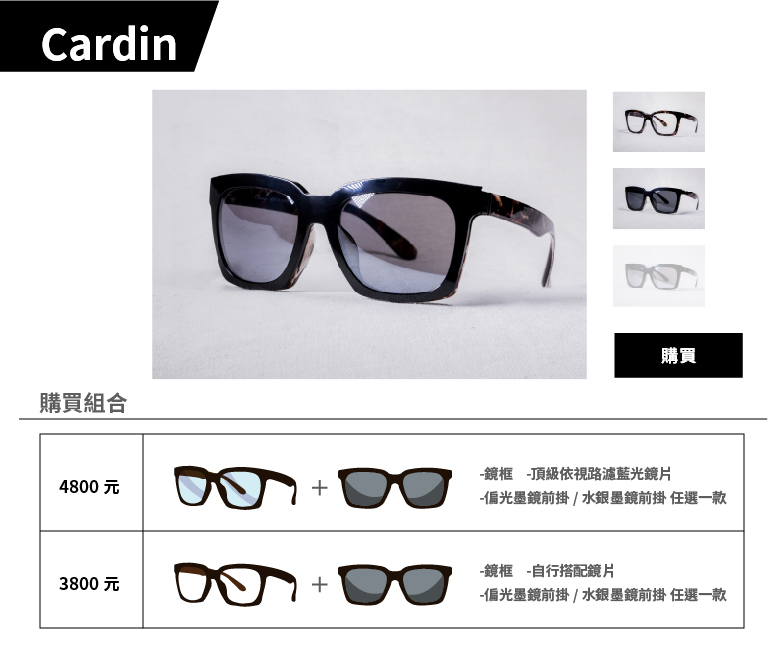 Cardin
購買
購買組合
4800 元
-鏡框 -頂級依視路濾藍光鏡片
-偏光墨鏡前掛 / 水銀墨鏡前掛 任選一款
3800 元
-鏡框 -自行搭配鏡片
-偏光墨鏡前掛 / 水銀墨鏡前掛 任選一款